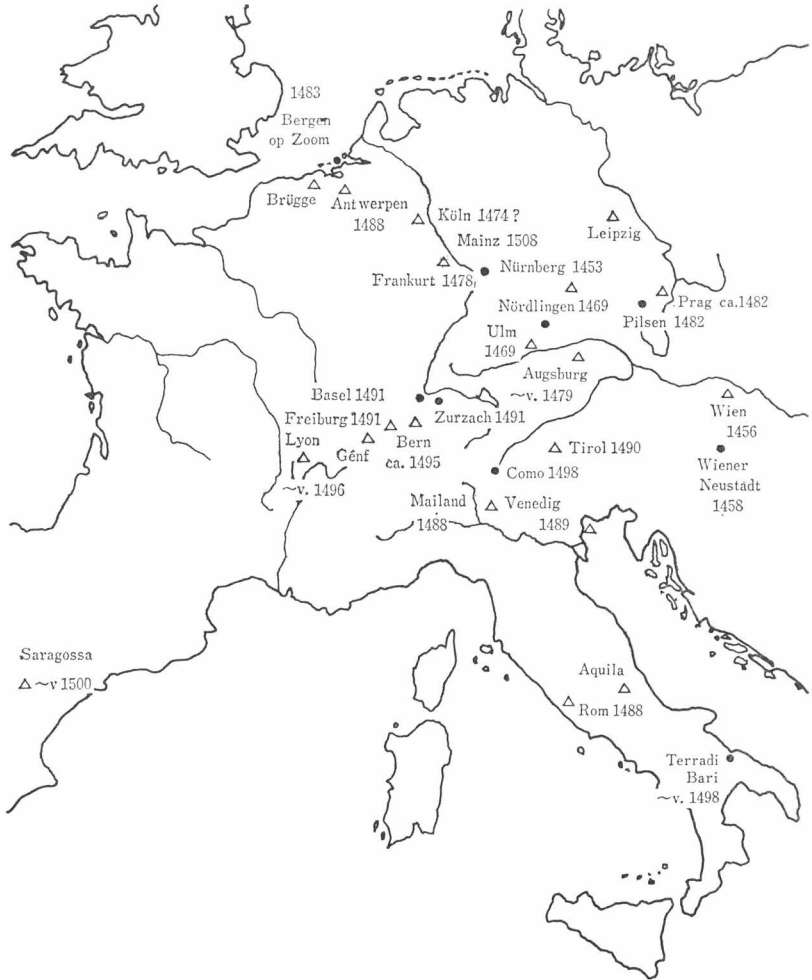 1483
Bergen
op Zoom
Brügge
Antwerpen
1488
Köln 1474 ?
Mainz 1508
Leipzig
Frankurt 1478
Nürnberg 1453
Nördlingen 1469
Prag ca.1482
Pilsen 1482
Ulm
1469
Augsburg
~v. 1479
Basel 1491
Zurzach 1491
Freiburg 1491
Lyon
~v. 1496
Génf
Bern
ca. 1495
Wien
1456
Tirol 1490
Como 1498
Wiener
Neustadt
1458
Mailand
1488
Venedig
1489
Saragossa
~v 1500
Aquila
Rom 1488
Terradi
Bari
~v. 1498